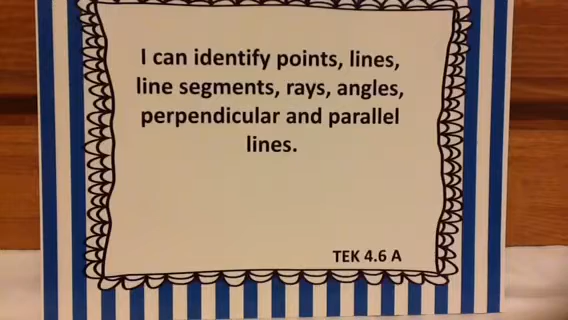 I can identify points, lines,
line segments, rays, angles,
perpendicular and parallel
lines.
TEK 4.6 A